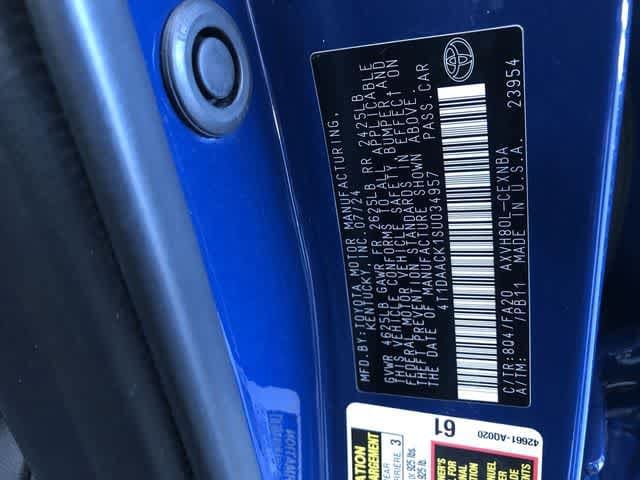 MFD.BY:TOYOTA MOTOR MANUFACTURING,
KENTUCKY, INC. 07/24
GVWR 4625LB GAWR FR 2625LB RR 2425LB
THIS VEHICLE CONFORMS TO ALL APPLICABLE
FEDERAL MOTOR VEHICLE SAFETY, BUMPER, AND
THEFT PREVENTION STANDARDS IN EFFECT ON
THE DATE OF MANUFACTURE SHOWN ABOVE.
4T1DAACK1SU034957 PASS.CAR
C/TR:8Q4/FA20 AXVH80L-CEXNBA
A/TM: /PB11 MADE IN U.S.A. 23954
42661-A0020
61
3